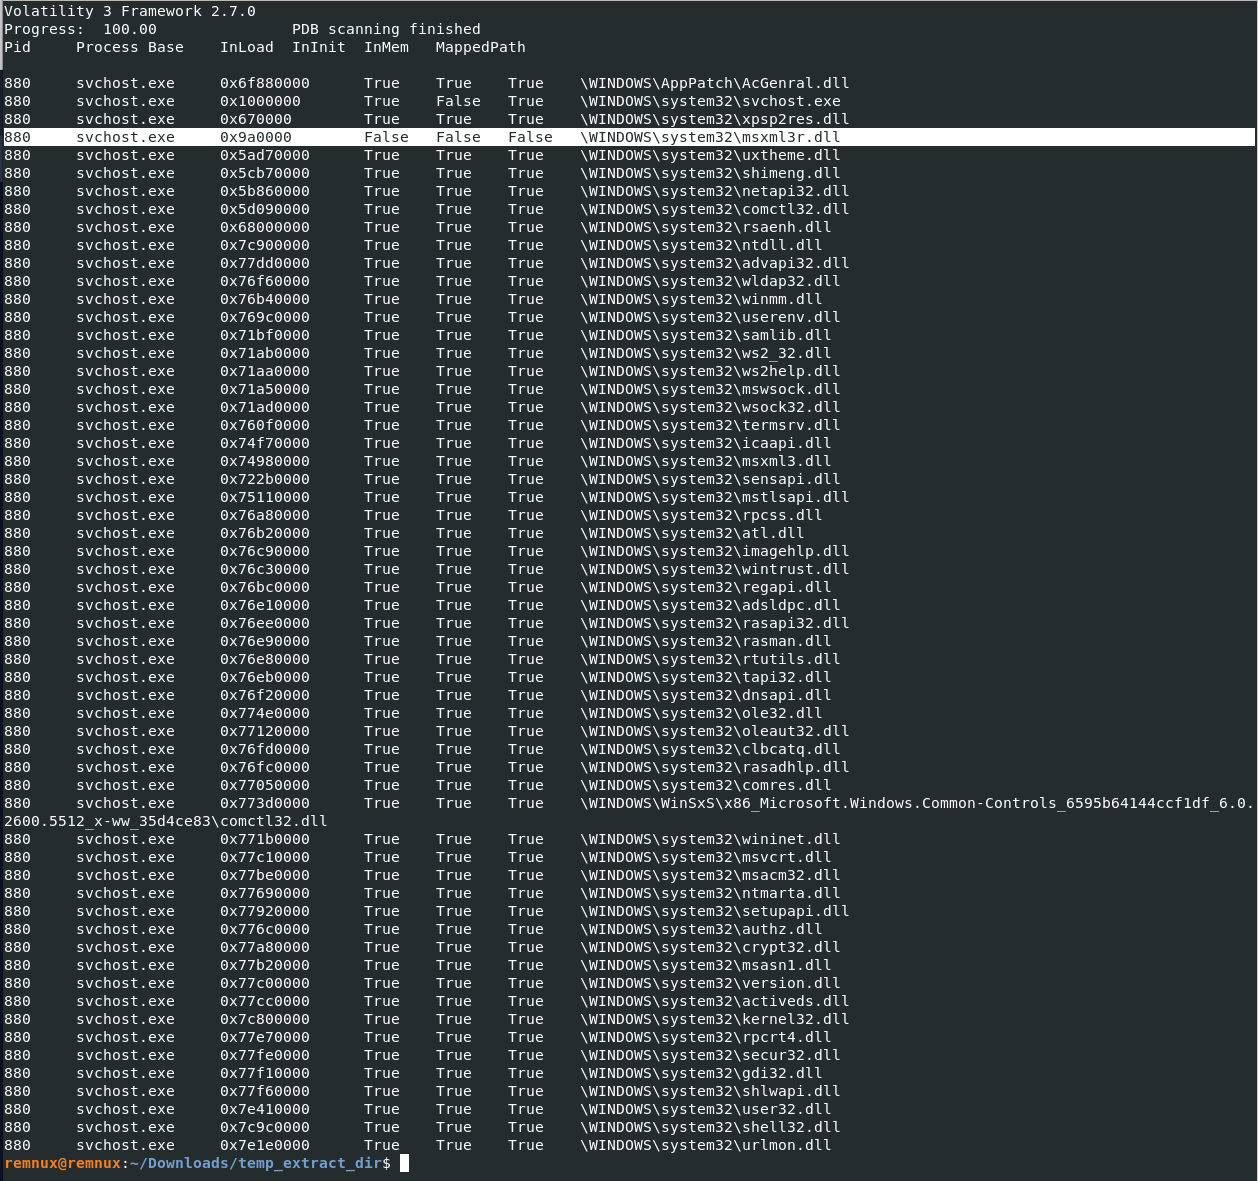 Volatility 3 Framework 2.7.0
Progress:  100.00               PDB scanning finished
Pid     Process Base    InLoad  InInit  InMem   MappedPath
880     svchost.exe     0x6f880000      True    True    True    \WINDOWS\AppPatch\AcGenral.dll
880     svchost.exe     0x1000000       True    False   True    \WINDOWS\system32\svchost.exe
880     svchost.exe     0x670000        True    True    True    \WINDOWS\system32\xpsp2res.dll
880     svchost.exe     0x9a0000        False   False   False   \WINDOWS\system32\msxml3r.dll
880     svchost.exe     0x5ad70000      True    True    True    \WINDOWS\system32\uxtheme.dll
880     svchost.exe     0x5cb70000      True    True    True    \WINDOWS\system32\shimeng.dll
880     svchost.exe     0x5b860000      True    True    True    \WINDOWS\system32\netapi32.dll
880     svchost.exe     0x5d090000      True    True    True    \WINDOWS\system32\comctl32.dll
880     svchost.exe     0x68000000      True    True    True    \WINDOWS\system32\rsaenh.dll
880     svchost.exe     0x7c900000      True    True    True    \WINDOWS\system32\ntdll.dll
880     svchost.exe     0x77dd0000      True    True    True    \WINDOWS\system32\advapi32.dll
880     svchost.exe     0x76f60000      True    True    True    \WINDOWS\system32\wldap32.dll
880     svchost.exe     0x76b40000      True    True    True    \WINDOWS\system32\winmm.dll
880     svchost.exe     0x769c0000      True    True    True    \WINDOWS\system32\userenv.dll
880     svchost.exe     0x71bf0000      True    True    True    \WINDOWS\system32\samlib.dll
880     svchost.exe     0x71ab0000      True    True    True    \WINDOWS\system32\ws2_32.dll
880     svchost.exe     0x71aa0000      True    True    True    \WINDOWS\system32\ws2help.dll
880     svchost.exe     0x71a50000      True    True    True    \WINDOWS\system32\mswsock.dll
880     svchost.exe     0x71ad0000      True    True    True    \WINDOWS\system32\wsock32.dll
880     svchost.exe     0x760f0000      True    True    True    \WINDOWS\system32\termsrv.dll
880     svchost.exe     0x74f70000      True    True    True    \WINDOWS\system32\icaapi.dll
880     svchost.exe     0x74980000      True    True    True    \WINDOWS\system32\msxml3.dll
880     svchost.exe     0x722b0000      True    True    True    \WINDOWS\system32\sensapi.dll
880     svchost.exe     0x75110000      True    True    True    \WINDOWS\system32\mstlsapi.dll
880     svchost.exe     0x76a80000      True    True    True    \WINDOWS\system32\rpcss.dll
880     svchost.exe     0x76b20000      True    True    True    \WINDOWS\system32\atl.dll
880     svchost.exe     0x76c90000      True    True    True    \WINDOWS\system32\imagehlp.dll
880     svchost.exe     0x76c30000      True    True    True    \WINDOWS\system32\wintrust.dll
880     svchost.exe     0x76bc0000      True    True    True    \WINDOWS\system32\regapi.dll
880     svchost.exe     0x76e10000      True    True    True    \WINDOWS\system32\adsldpc.dll
880     svchost.exe     0x76ee0000      True    True    True    \WINDOWS\system32\rasapi32.dll
880     svchost.exe     0x76e90000      True    True    True    \WINDOWS\system32\rasman.dll
880     svchost.exe     0x76e80000      True    True    True    \WINDOWS\system32\rtutils.dll
880     svchost.exe     0x76eb0000      True    True    True    \WINDOWS\system32\tapi32.dll
880     svchost.exe     0x76f20000      True    True    True    \WINDOWS\system32\dnsapi.dll
880     svchost.exe     0x774e0000      True    True    True    \WINDOWS\system32\ole32.dll
880     svchost.exe     0x77120000      True    True    True    \WINDOWS\system32\oleaut32.dll
880     svchost.exe     0x76fd0000      True    True    True    \WINDOWS\system32\clbcatq.dll
880     svchost.exe     0x76fc0000      True    True    True    \WINDOWS\system32\rasadhlp.dll
880     svchost.exe     0x77050000      True    True    True    \WINDOWS\system32\comres.dll
880     svchost.exe     0x773d0000      True    True    True    \WINDOWS\WinSxS\x86_Microsoft.Windows.Common-Controls_6595b64144ccf1df_6.0.
2600.5512_x-ww_35d4ce83\comctl32.dll
880     svchost.exe     0x771b0000      True    True    True    \WINDOWS\system32\wininet.dll
880     svchost.exe     0x77c10000      True    True    True    \WINDOWS\system32\msvcrt.dll
880     svchost.exe     0x77be0000      True    True    True    \WINDOWS\system32\msacm32.dll
880     svchost.exe     0x77690000      True    True    True    \WINDOWS\system32\ntmarta.dll
880     svchost.exe     0x77920000      True    True    True    \WINDOWS\system32\setupapi.dll
880     svchost.exe     0x776c0000      True    True    True    \WINDOWS\system32\authz.dll
880     svchost.exe     0x77a80000      True    True    True    \WINDOWS\system32\crypt32.dll
880     svchost.exe     0x77b20000      True    True    True    \WINDOWS\system32\msasn1.dll
880     svchost.exe     0x77c00000      True    True    True    \WINDOWS\system32\version.dll
880     svchost.exe     0x77cc0000      True    True    True    \WINDOWS\system32\activeds.dll
880     svchost.exe     0x7c800000      True    True    True    \WINDOWS\system32\kernel32.dll
880     svchost.exe     0x77e70000      True    True    True    \WINDOWS\system32\rpcrt4.dll
880     svchost.exe     0x77fe0000      True    True    True    \WINDOWS\system32\secur32.dll
880     svchost.exe     0x77f10000      True    True    True    \WINDOWS\system32\gdi32.dll
880     svchost.exe     0x77f60000      True    True    True    \WINDOWS\system32\shlwapi.dll
880     svchost.exe     0x7e410000      True    True    True    \WINDOWS\system32\user32.dll
880     svchost.exe     0x7c9c0000      True    True    True    \WINDOWS\system32\shell32.dll
880     svchost.exe     0x7e1e0000      True    True    True    \WINDOWS\system32\urlmon.dll
remnux@remnux:~/Downloads/temp_extract_dir$